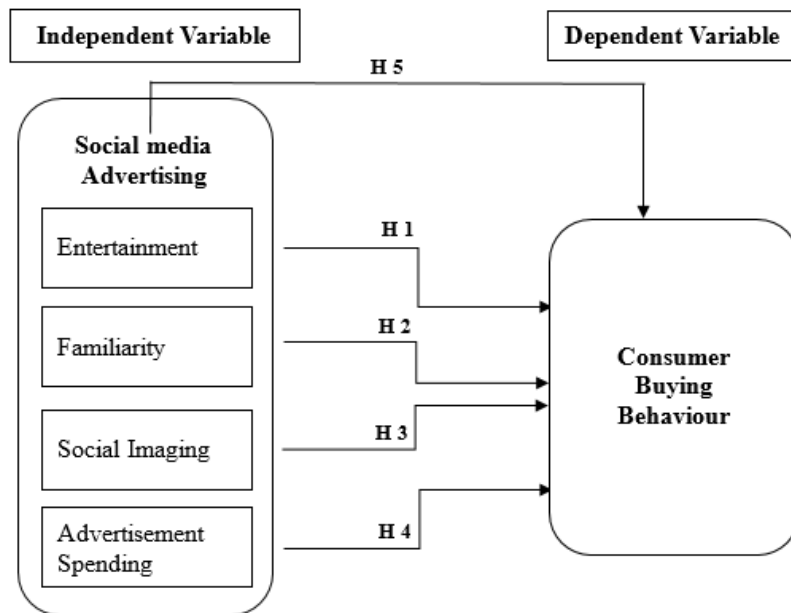 Independent Variable
Dependent Variable
H 5
Social media
Advertising
Entertainment
H 1
Familiarity
H 2
Social Imaging
H 3
Advertisement
Spending
H 4
Consumer
Buying
Behaviour